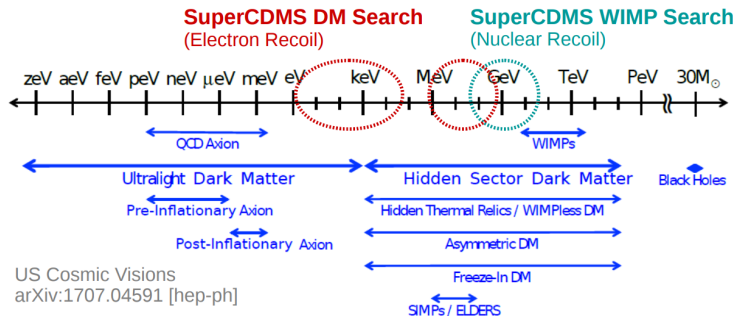 SuperCDMS DM Search
(Electron Recoil)
SuperCDMS WIMP Search
(Nuclear Recoil)
zeV aeV feV peV neV μeV meV eV keV MeV GeV TeV PeV 30M☉
QCD Axion
WIMPs
Ultralight Dark Matter
Hidden Sector Dark Matter
Black Holes
Pre-Inflationary Axion
Hidden Thermal Relics / WIMPless DM
Post-Inflationary Axion
Asymmetric DM
Freeze-In DM
US Cosmic Visions
arXiv:1707.04591 [hep-ph]
SIMPs / ELDERS